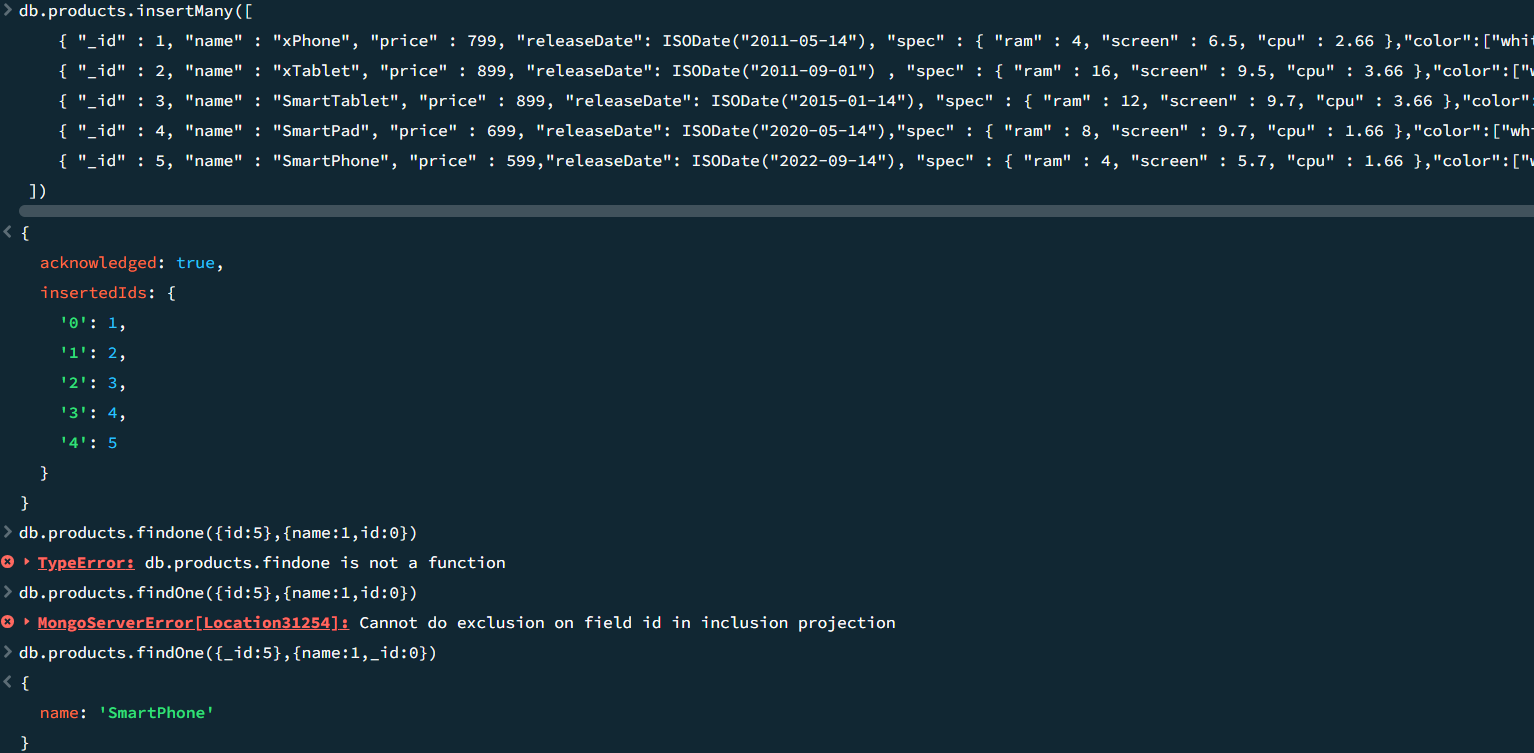 db.products.insertMany([
{ "_id" : 1, "name" : "xPhone", "price" : 799, "releaseDate": ISODate("2011-05-14"), "spec" : { "ram" : 4, "screen" : 6.5, "cpu" : 2.66 },"color":["whit
{ "_id" : 2, "name" : "xTablet", "price" : 899, "releaseDate": ISODate("2011-09-01") , "spec" : { "ram" : 16, "screen" : 9.5, "cpu" : 3.66 },"color":["w
{ "_id" : 3, "name" : "SmartTablet", "price" : 899, "releaseDate": ISODate("2015-01-14"), "spec" : { "ram" : 12, "screen" : 9.7, "cpu" : 3.66 },"color":
{ "_id" : 4, "name" : "SmartPad", "price" : 699, "releaseDate": ISODate("2020-05-14"),"spec" : { "ram" : 8, "screen" : 9.7, "cpu" : 1.66 },"color":["whi
{ "_id" : 5, "name" : "SmartPhone", "price" : 599,"releaseDate": ISODate("2022-09-14"), "spec" : { "ram" : 4, "screen" : 5.7, "cpu" : 1.66 },"color":["w
])
{
acknowledged: true,
insertedIds: {
'0': 1,
'1': 2,
'2': 3,
'3': 4,
'4': 5
}
}
db.products.findone({id:5},{name:1,id:0})
TypeError: db.products.findone is not a function
db.products.findOne({id:5},{name:1,id:0})
MongoServerError[Location31254]: Cannot do exclusion on field id in inclusion projection
db.products.findOne({_id:5},{name:1,_id:0})
{
name: 'SmartPhone'
}